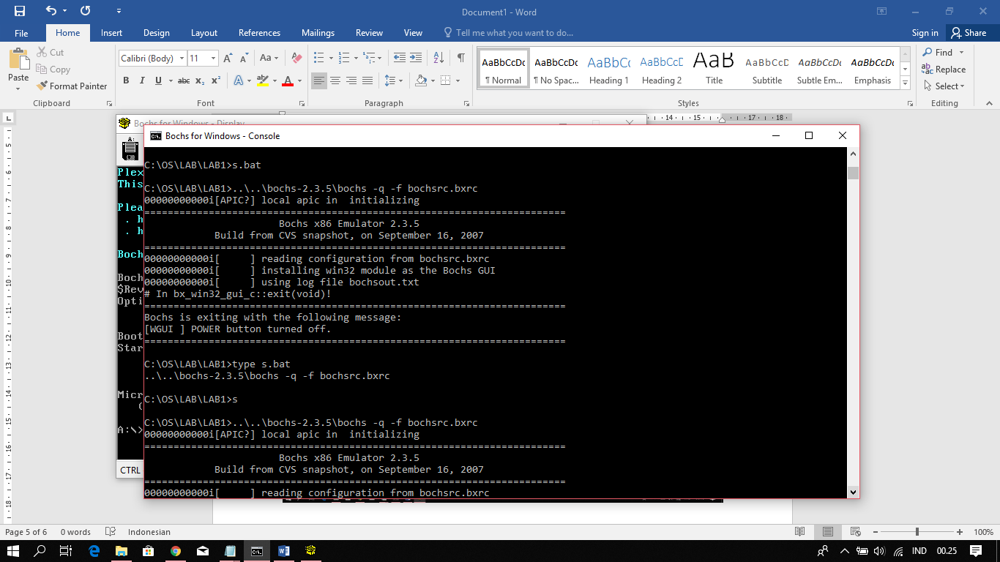 Document1 - Word
File Home Insert Design Layout References Mailings Review View Tell me what you want to do... Sign in Share
Paste
Cut
Copy
Format Painter
Clipboard
Calibri (Body) 11
Font
Paragraph
AaBbCcDc ¶ Normal
AaBbCcDc ¶ No Spac...
AaBbCc Heading 1
AaBbCcD Heading 2
AaB Title
AaBbCcD Subtitle
AaBbCcDc Subtle Em...
AaBbCcDc Emphasis
Styles
Find
Replace
Select
Editing
14 15 17 18
Bochs for Windows - Display
A:
Bochs for Windows - Console
C:\OS\LAB\LAB1>s.bat
C:\OS\LAB\LAB1>..\..\bochs-2.3.5\bochs -q -f bochsrc.bxrc
00000000000i[APIC?] local apic in  initializing
========================================================================
Bochs x86 Emulator 2.3.5
Build from CVS snapshot, on September 16, 2007
========================================================================
00000000000i[     ] reading configuration from bochsrc.bxrc
00000000000i[     ] installing win32 module as the Bochs GUI
00000000000i[     ] using log file bochsout.txt
# In bx_win32_gui_c::exit(void)!
========================================================================
Bochs is exiting with the following message:
[WGUI ] POWER button turned off.
========================================================================
C:\OS\LAB\LAB1>type s.bat
..\..\bochs-2.3.5\bochs -q -f bochsrc.bxrc
C:\OS\LAB\LAB1>s
C:\OS\LAB\LAB1>..\..\bochs-2.3.5\bochs -q -f bochsrc.bxrc
00000000000i[APIC?] local apic in  initializing
========================================================================
Bochs x86 Emulator 2.3.5
Build from CVS snapshot, on September 16, 2007
========================================================================
00000000000i[     ] reading configuration from bochsrc.bxrc
Plex
This
Plea
. h
. h
Boch
Boch
$Rev
Opti
Boot
Star
Micr
(
A:\>
CTRL
Page 5 of 6 0 words Indonesian 100%
IND 00.25